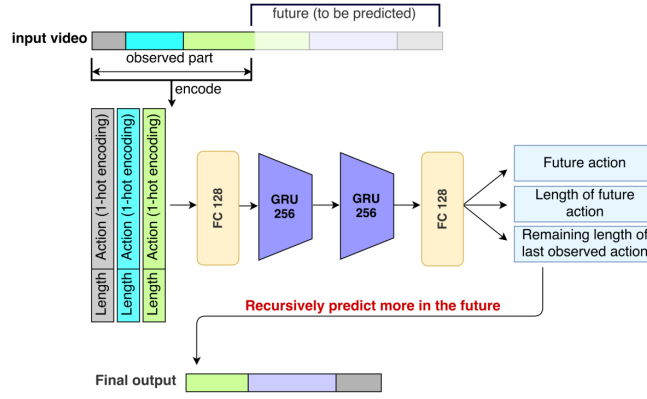 future (to be predicted)
input video
observed part
encode
Length Action (1-hot encoding)
Length Action (1-hot encoding)
Length Action (1-hot encoding)
FC 128
GRU
256
GRU
256
FC 128
Future action
Length of future
action
Remaining length of
last observed action
Recursively predict more in the future
Final output